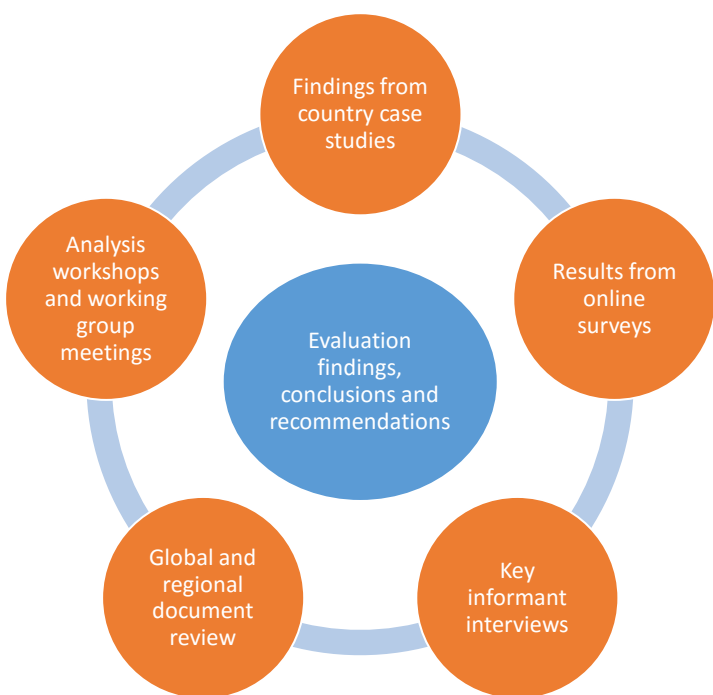 Findings from
country case
studies
Analysis
workshops
and working
group
meetings
Results from
online
surveys
Evaluation
findings,
conclusions and
recommendations
Global and
regional
document
review
Key
informant
interviews